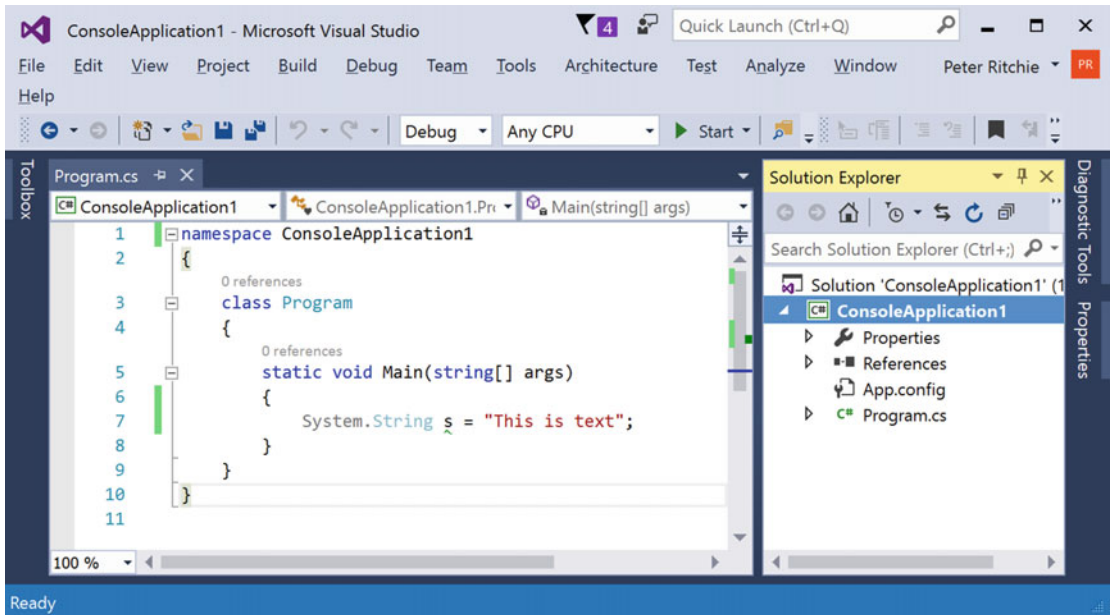 ConsoleApplication1 - Microsoft Visual Studio
4
Quick Launch (Ctrl+Q)
File Edit View Project Build Debug Team Tools Architecture Test Analyze Window Peter Ritchie PR
Help
Debug Any CPU Start
Toolbox
Program.cs
ConsoleApplication1 ConsoleApplication1.Pr Main(string[] args)
1 namespace ConsoleApplication1
2 {
0 references
3 class Program
4 {
0 references
5 static void Main(string[] args)
6 {
7 System.String s = "This is text";
8 }
9 }
10 }
11
100 %
Solution Explorer
Search Solution Explorer (Ctrl+;)
Solution 'ConsoleApplication1' (1
C# ConsoleApplication1
Properties
References
App.config
C# Program.cs
Diagnostic Tools
Properties
Ready